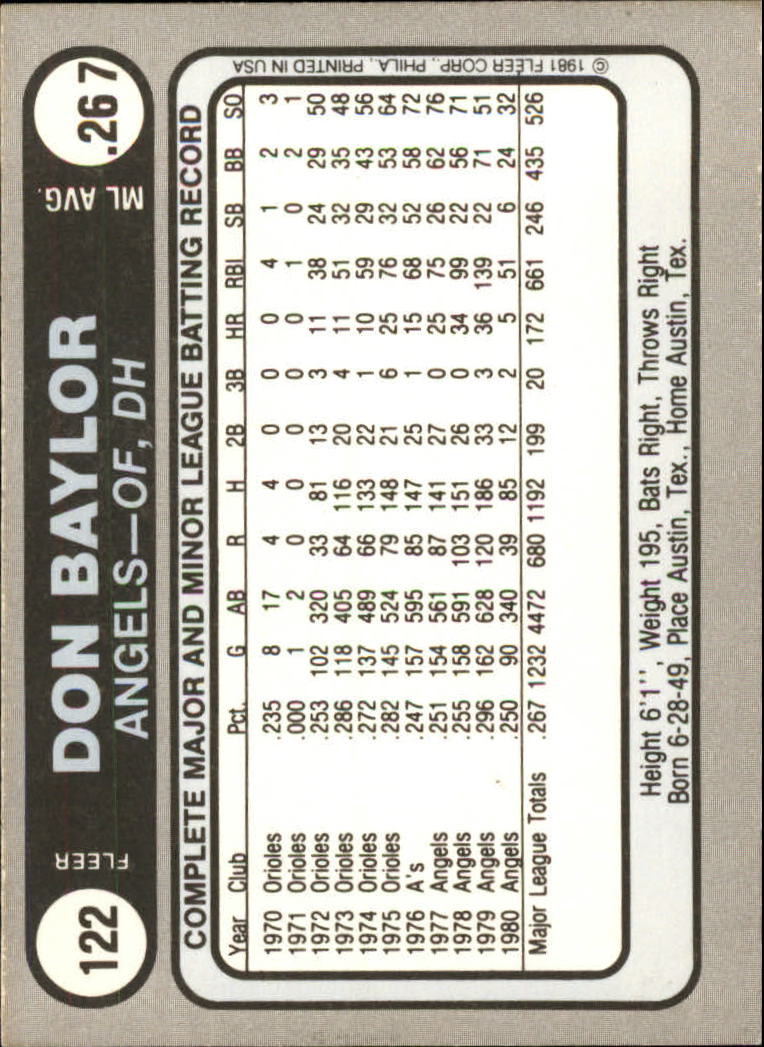 122
FLEER
DON BAYLOR
ANGELS—OF, DH
ML AVG.
.267
COMPLETE MAJOR AND MINOR LEAGUE BATTING RECORD
Year Club Pct. G AB R H 2B 3B HR RBI SB BB SO
1970 Orioles .235 8 17 4 4 0 0 0 4 1 2 3
1971 Orioles .000 1 2 0 0 0 0 0 1 0 2 1
1972 Orioles .253 102 320 33 81 13 3 11 38 24 29 50
1973 Orioles .286 118 405 64 116 20 4 11 51 32 35 48
1974 Orioles .272 137 489 66 133 22 1 10 59 29 43 56
1975 Orioles .282 145 524 79 148 21 6 25 76 32 53 64
1976 A's .247 157 595 85 147 25 1 15 68 52 58 72
1977 Angels .251 154 561 87 141 27 0 25 75 26 62 76
1978 Angels .255 158 591 103 151 26 0 34 99 22 56 71
1979 Angels .296 162 628 120 186 33 3 36 139 22 71 51
1980 Angels .250 90 340 39 85 12 2 5 51 6 24 32
Major League Totals .267 1232 4472 680 1192 199 20 172 661 246 435 526
© 1981 FLEER CORP., PHILA., PRINTED IN USA
Height 6'1'', Weight 195, Bats Right, Throws Right
Born 6-28-49, Place Austin, Tex., Home Austin, Tex.